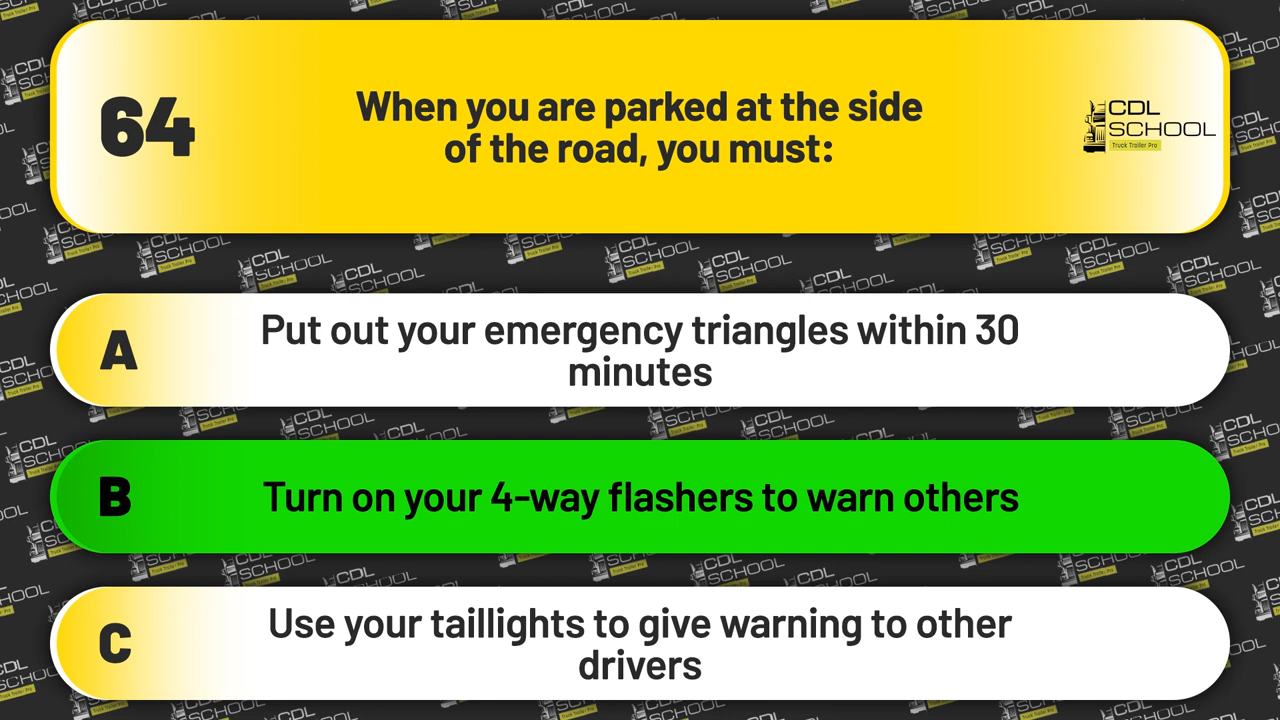 64
When you are parked at the side
of the road, you must:
CDL
SCHOOL
Truck Trailer Pro
A
Put out your emergency triangles within 30
minutes
B
Turn on your 4-way flashers to warn others
C
Use your taillights to give warning to other
drivers